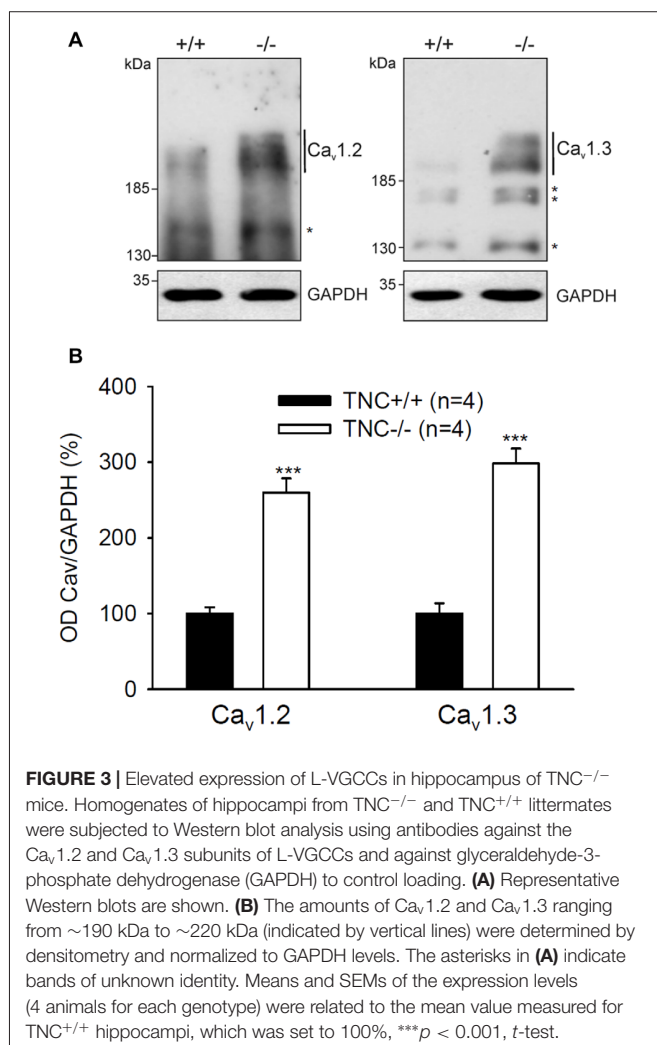 A
+/+ -/- +/+ -/-
kDa kDa
Cav1.2 Cav1.3
185 185
* *
*
*
130 130
35 35
GAPDH GAPDH
B
400
300
200
100
0
OD Cav/GAPDH (%)
TNC+/+ (n=4)
TNC-/- (n=4)
*** ***
Cav1.2 Cav1.3
FIGURE 3 | Elevated expression of L-VGCCs in hippocampus of TNC−/−
mice. Homogenates of hippocampi from TNC−/− and TNC+/+ littermates
were subjected to Western blot analysis using antibodies against the
Cav1.2 and Cav1.3 subunits of L-VGCCs and against glyceraldehyde-3-
phosphate dehydrogenase (GAPDH) to control loading. (A) Representative
Western blots are shown. (B) The amounts of Cav1.2 and Cav1.3 ranging
from ∼190 kDa to ∼220 kDa (indicated by vertical lines) were determined by
densitometry and normalized to GAPDH levels. The asterisks in (A) indicate
bands of unknown identity. Means and SEMs of the expression levels
(4 animals for each genotype) were related to the mean value measured for
TNC+/+ hippocampi, which was set to 100%, ***p < 0.001, t-test.